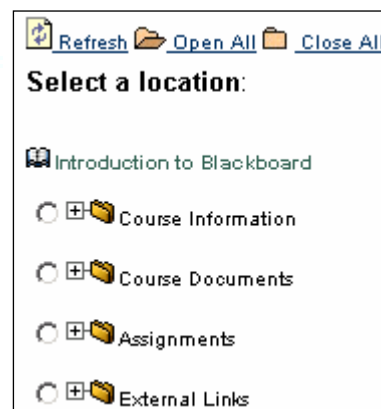 Refresh Open All Close All
Select a location:
Introduction to Blackboard
Course Information
Course Documents
Assignments
External Links